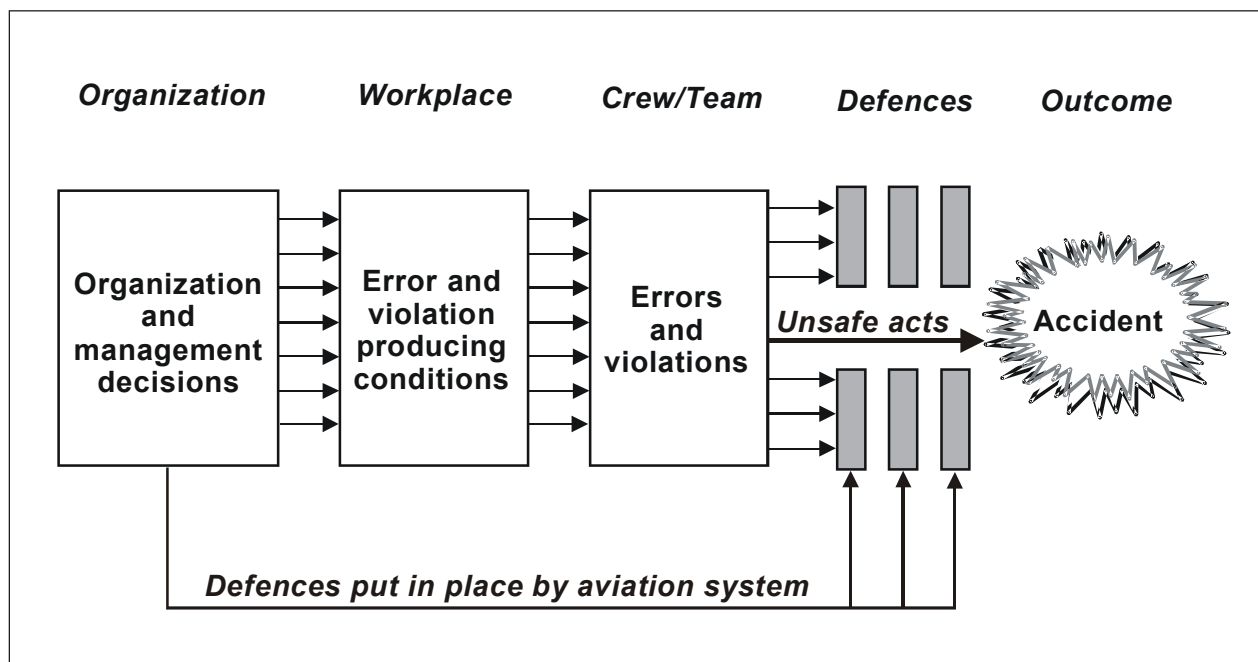 Organization
Workplace
Crew/Team
Defences
Outcome
Organization
and
management
decisions
Error and
violation
producing
conditions
Errors
and
violations
Unsafe acts
Accident
Defences put in place by aviation system